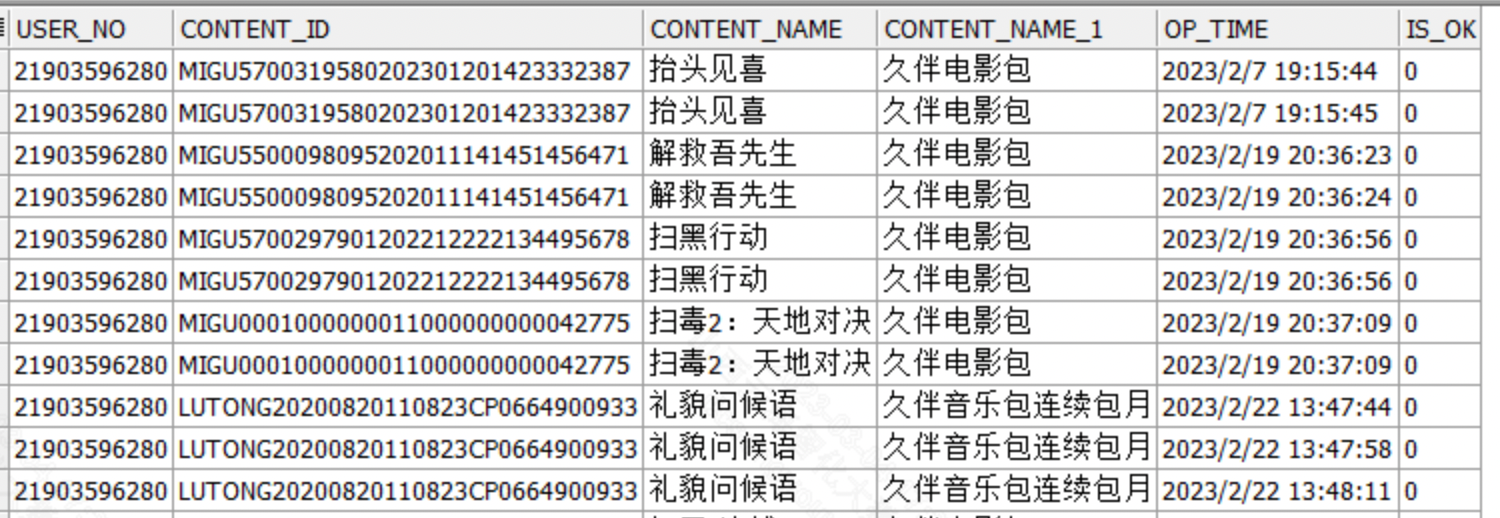 USER_NO CONTENT_ID CONTENT_NAME CONTENT_NAME_1 OP_TIME IS_OK
21903596280 MIGU5700319580202301201423332387 抬头见喜 久伴电影包 2023/2/7 19:15:44 0
21903596280 MIGU5700319580202301201423332387 抬头见喜 久伴电影包 2023/2/7 19:15:45 0
21903596280 MIGU5500098095202011141451456471 解救吾先生 久伴电影包 2023/2/19 20:36:23 0
21903596280 MIGU5500098095202011141451456471 解救吾先生 久伴电影包 2023/2/19 20:36:24 0
21903596280 MIGU5700297901202212222134495678 扫黑行动 久伴电影包 2023/2/19 20:36:56 0
21903596280 MIGU5700297901202212222134495678 扫黑行动 久伴电影包 2023/2/19 20:36:56 0
21903596280 MIGU0001000000011000000000042775 扫毒2：天地对决 久伴电影包 2023/2/19 20:37:09 0
21903596280 MIGU0001000000011000000000042775 扫毒2：天地对决 久伴电影包 2023/2/19 20:37:09 0
21903596280 LUTONG20200820110823CP0664900933 礼貌问候语 久伴音乐包连续包月 2023/2/22 13:47:44 0
21903596280 LUTONG20200820110823CP0664900933 礼貌问候语 久伴音乐包连续包月 2023/2/22 13:47:58 0
21903596280 LUTONG20200820110823CP0664900933 礼貌问候语 久伴音乐包连续包月 2023/2/22 13:48:11 0